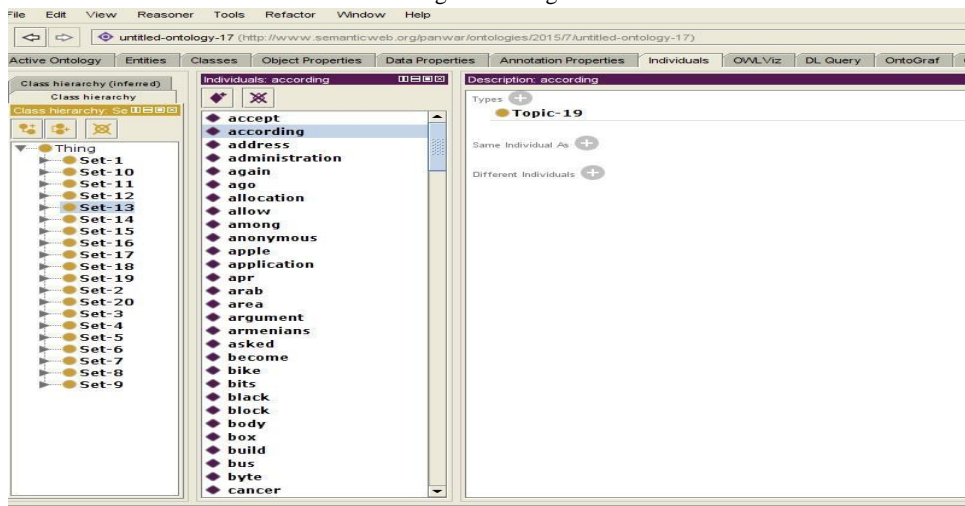 File Edit View Reasoner Tools Refactor Window Help
untitled-ontology-17 (http://www.semanticweb.org/panwar/ontologies/2015/7/untitled-ontology-17)
Active Ontology Entities Classes Object Properties Data Properties Annotation Properties Individuals OWLViz DL Query OntoGraf
Class hierarchy (inferred)
Class hierarchy
Class hierarchy: Se
Thing
Set-1
Set-10
Set-11
Set-12
Set-13
Set-14
Set-15
Set-16
Set-17
Set-18
Set-19
Set-2
Set-20
Set-3
Set-4
Set-5
Set-6
Set-7
Set-8
Set-9
Individuals: according
accept
according
address
administration
again
ago
allocation
allow
among
anonymous
apple
application
apr
arab
area
argument
armenians
asked
become
bike
bits
black
block
body
box
build
bus
byte
cancer
Description: according
Types
Topic-19
Same Individual As
Different Individuals